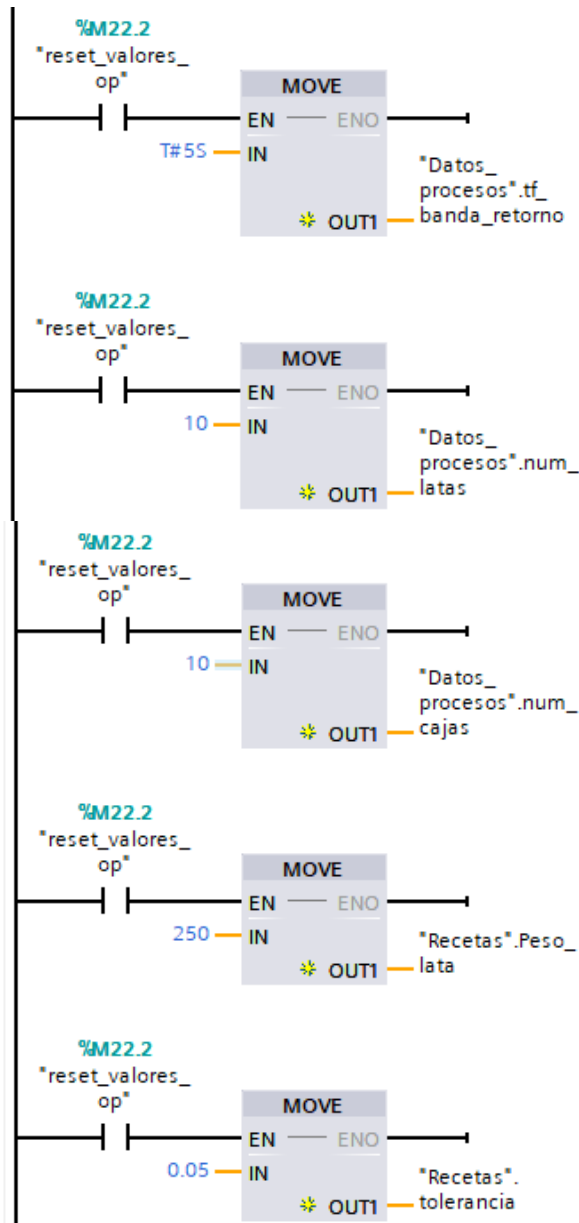 %M22.2
"reset_valores_
op"
MOVE
EN ENO
T#5S IN
"Datos_
procesos".tf_
OUT1 banda_retorno
%M22.2
"reset_valores_
op"
MOVE
EN ENO
10 IN
"Datos_
procesos".num_
OUT1 latas
%M22.2
"reset_valores_
op"
MOVE
EN ENO
10 IN
"Datos_
procesos".num_
OUT1 cajas
%M22.2
"reset_valores_
op"
MOVE
EN ENO
250 IN
"Recetas".Peso_
OUT1 lata
%M22.2
"reset_valores_
op"
MOVE
EN ENO
0.05 IN
"Recetas".
OUT1 tolerancia